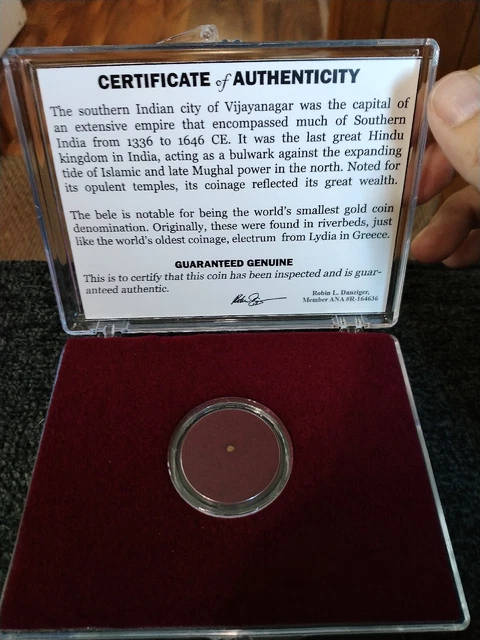 CERTIFICATE of AUTHENTICITY
The southern Indian city of Vijayanagar was the capital of
an extensive empire that encompassed much of Southern
India from 1336 to 1646 CE. It was the last great Hindu
kingdom in India, acting as a bulwark against the expanding
tide of Islamic and late Mughal power in the north. Noted for
its opulent temples, its coinage reflected its great wealth.
The bele is notable for being the world's smallest gold coin
denomination. Originally, these were found in riverbeds, just
like the world's oldest coinage, electrum from Lydia in Greece.
GUARANTEED GENUINE
This is to certify that this coin has been inspected and is guar-
anteed authentic.
Robin L. Danziger,
Member ANA #R-164636